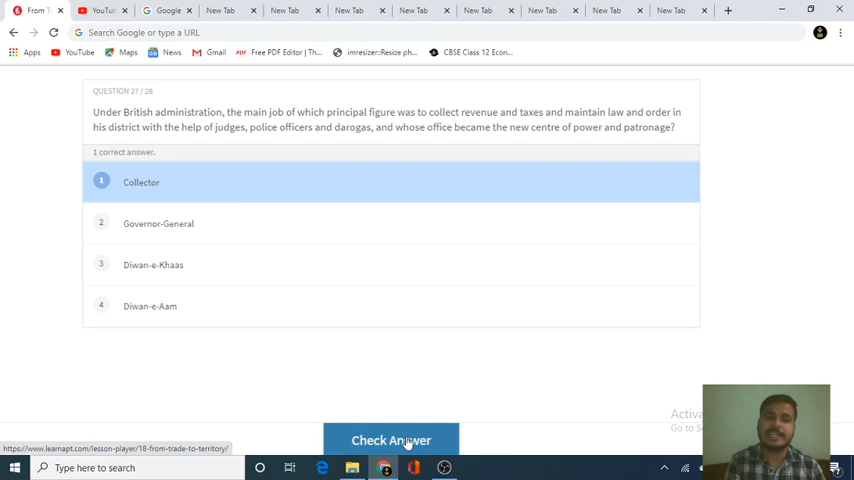 From T
YouTu
Google
New Tab
New Tab
New Tab
New Tab
New Tab
New Tab
New Tab
New Tab
Search Google or type a URL
Apps
YouTube
Maps
News
Gmail
PDF
Free PDF Editor | Th...
imresizer:Resize ph...
CBSE Class 12 Econ...
QUESTION 27 / 28
Under British administration, the main job of which principal figure was to collect revenue and taxes and maintain law and order in
his district with the help of judges, police officers and darogas, and whose office became the new centre of power and patronage?
1 correct answer.
1 Collector
2 Governor-General
3 Diwan-e-Khaas
4 Diwan-e-Aam
Activa
Go to Se
Check Answer
https://www.learnapt.com/lesson-player/18-from-trade-to-territory/
Type here to search